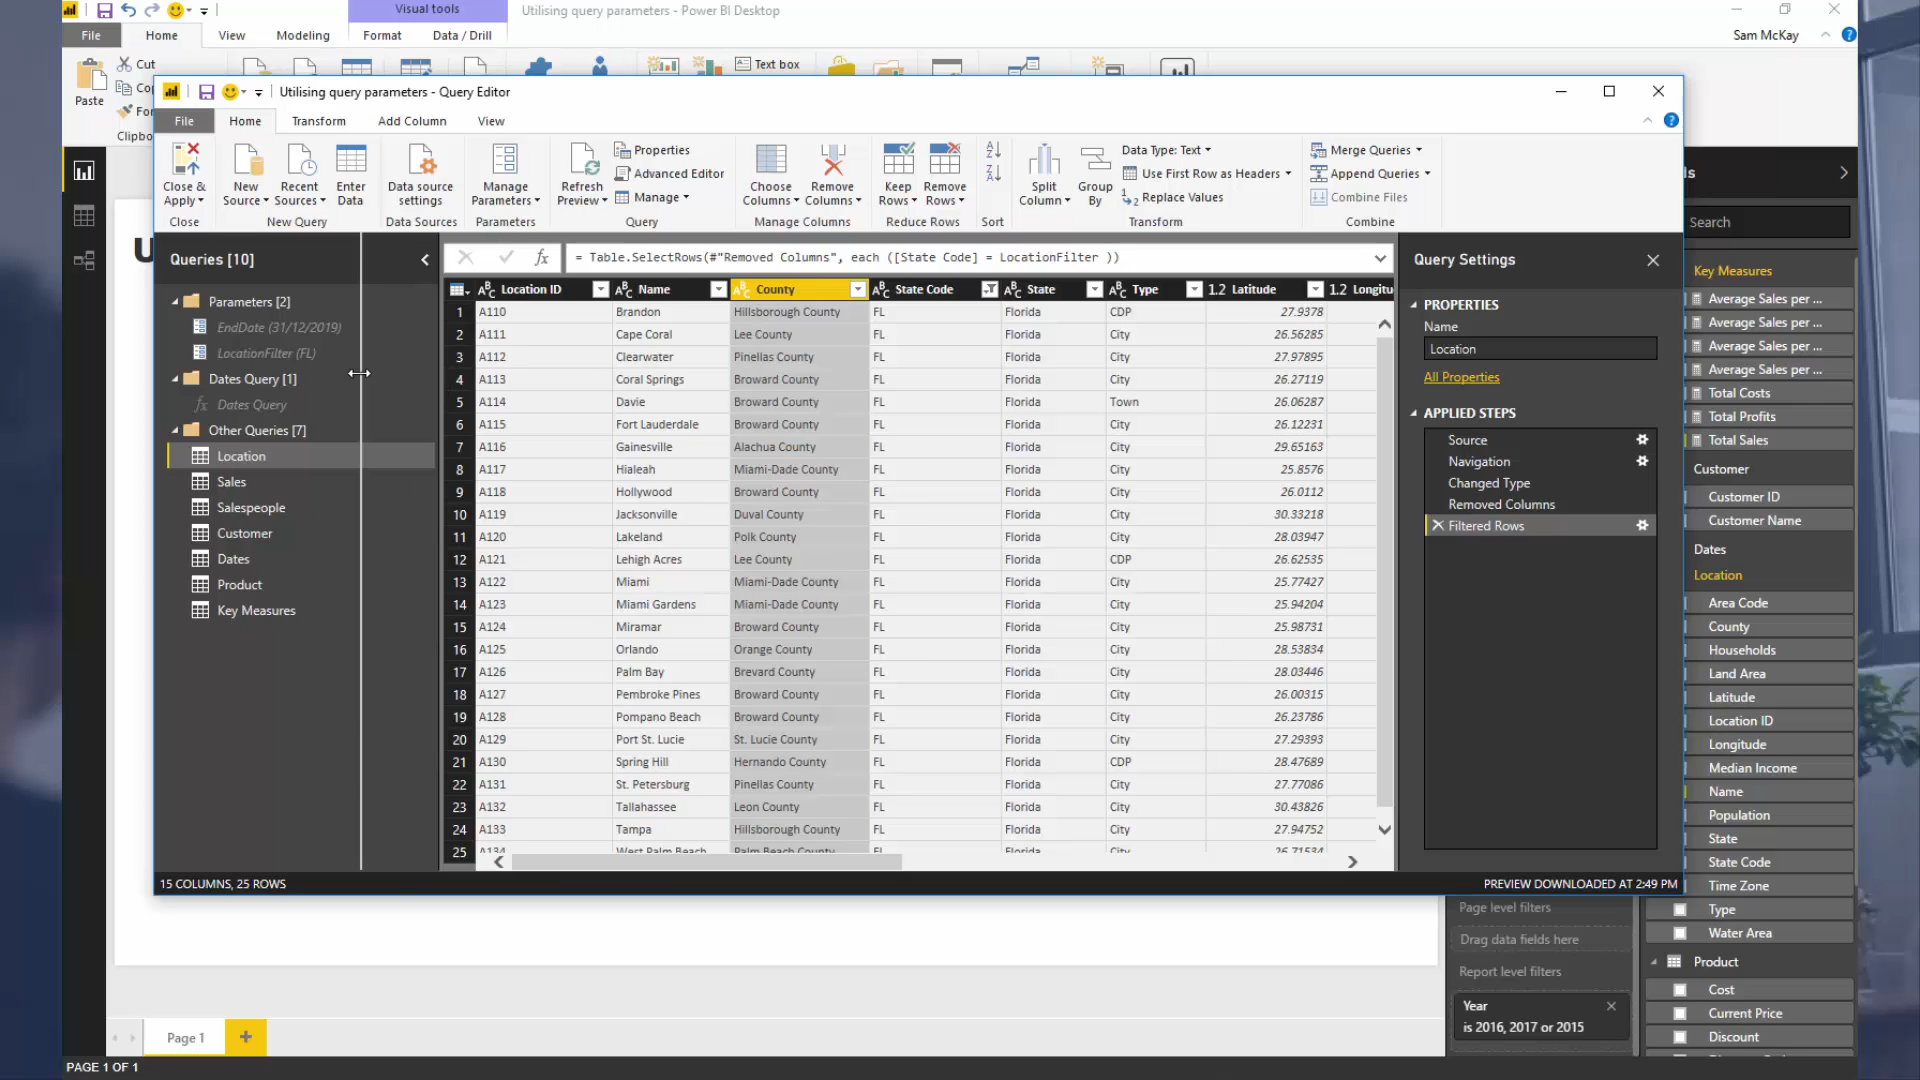 Visual tools
Utilising query parameters - Power BI Desktop
File
Home
View
Modeling
Format
Data / Drill
Sam McKay
Cut
Text box
Paste
Utilising query parameters - Query Editor
File
Home
Transform
Add Column
View
Close & Apply
New Source
Recent Sources
Enter Data
Data source settings
Manage Parameters
Refresh Preview
Properties
Advanced Editor
Manage
Choose Columns
Remove Columns
Keep Rows
Remove Rows
Split Column
Group By
Data Type: Text
Use First Row as Headers
Replace Values
Merge Queries
Append Queries
Combine Files
Close
New Query
Data Sources
Parameters
Query
Manage Columns
Reduce Rows
Sort
Transform
Combine
Queries [10]
Parameters [2]
EndDate (31/12/2019)
LocationFilter (FL)
Dates Query [1]
Dates Query
Other Queries [7]
Location
Sales
Salespeople
Customer
Dates
Product
Key Measures
= Table.SelectRows(#"Removed Columns", each ([State Code] = LocationFilter ))
Location ID Name County State Code State Type 1.2 Latitude 1.2 Longitu
1 A110 Brandon Hillsborough County FL Florida CDP 27.9378
2 A111 Cape Coral Lee County FL Florida City 26.56285
3 A112 Clearwater Pinellas County FL Florida City 27.97895
4 A113 Coral Springs Broward County FL Florida City 26.27119
5 A114 Davie Broward County FL Florida Town 26.06287
6 A115 Fort Lauderdale Broward County FL Florida City 26.12231
7 A116 Gainesville Alachua County FL Florida City 29.65163
8 A117 Hialeah Miami-Dade County FL Florida City 25.8576
9 A118 Hollywood Broward County FL Florida City 26.0112
10 A119 Jacksonville Duval County FL Florida City 30.33218
11 A120 Lakeland Polk County FL Florida City 28.03947
12 A121 Lehigh Acres Lee County FL Florida CDP 26.62535
13 A122 Miami Miami-Dade County FL Florida City 25.77427
14 A123 Miami Gardens Miami-Dade County FL Florida City 25.94204
15 A124 Miramar Broward County FL Florida City 25.98731
16 A125 Orlando Orange County FL Florida City 28.53834
17 A126 Palm Bay Brevard County FL Florida City 28.03446
18 A127 Pembroke Pines Broward County FL Florida City 26.00315
19 A128 Pompano Beach Broward County FL Florida City 26.23786
20 A129 Port St. Lucie St. Lucie County FL Florida City 27.29393
21 A130 Spring Hill Hernando County FL Florida CDP 28.47689
22 A131 St. Petersburg Pinellas County FL Florida City 27.77086
23 A132 Tallahassee Leon County FL Florida City 30.43826
24 A133 Tampa Hillsborough County FL Florida City 27.94752
25 A134 West Palm Beach Palm Beach County FL Florida City 26.71534
15 COLUMNS, 25 ROWS
PREVIEW DOWNLOADED AT 2:49 PM
Query Settings
PROPERTIES
Name
Location
All Properties
APPLIED STEPS
Source
Navigation
Changed Type
Removed Columns
Filtered Rows
Search
Key Measures
Average Sales per ...
Average Sales per ...
Average Sales per ...
Average Sales per ...
Total Costs
Total Profits
Total Sales
Customer
Customer ID
Customer Name
Dates
Location
Area Code
County
Households
Land Area
Latitude
Location ID
Longitude
Median Income
Name
Population
State
State Code
Time Zone
Type
Water Area
Product
Cost
Current Price
Discount
Page level filters
Drag data fields here
Report level filters
Year
is 2016, 2017 or 2015
Page 1
PAGE 1 OF 1